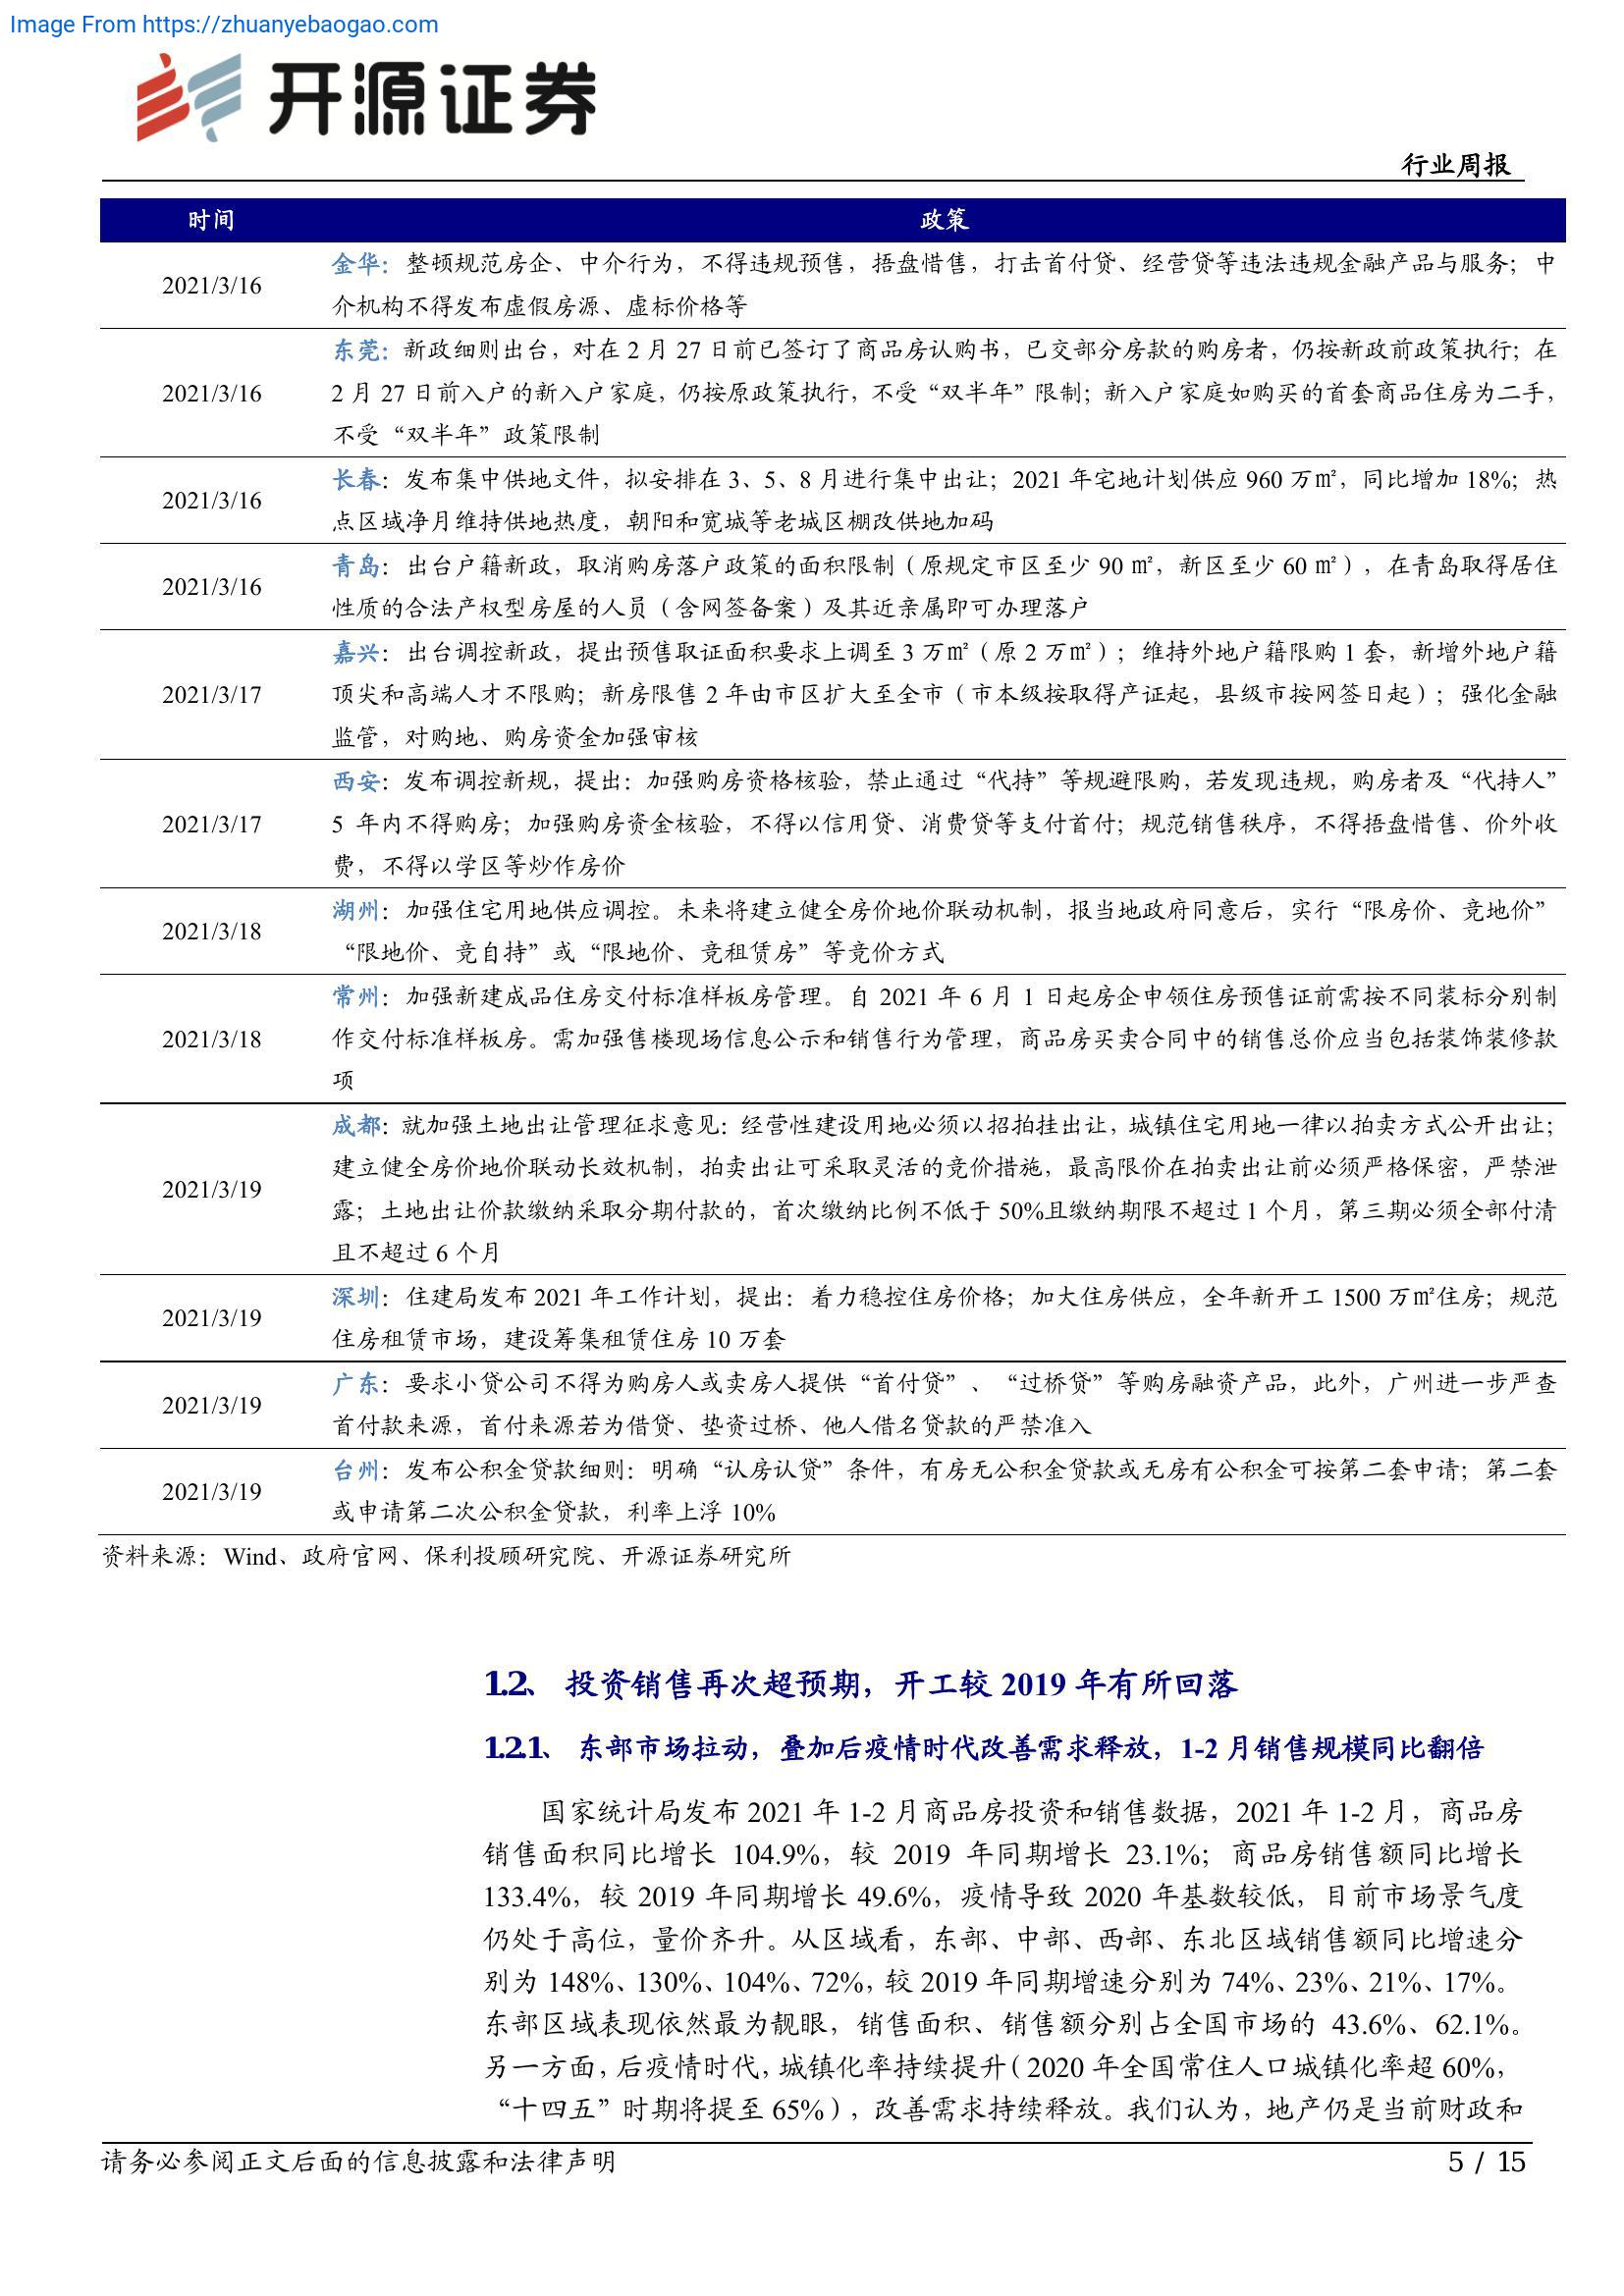 Image From https://zhuanyebaogao.com
开源证券
行业周报
时间 政策
2021/3/16
金华：整顿规范房企、中介行为，不得违规预售，捂盘惜售，打击首付贷、经营贷等违法违规金融产品与服务；中
介机构不得发布虚假房源、虚标价格等
2021/3/16
东莞：新政细则出台，对在 2 月 27 日前已签订了商品房认购书，已交部分房款的购房者，仍按新政前政策执行；在
2 月 27 日前入户的新入户家庭，仍按原政策执行，不受“双半年”限制；新入户家庭如购买的首套商品住房为二手，
不受“双半年”政策限制
2021/3/16
长春：发布集中供地文件，拟安排在 3、5、8 月进行集中出让；2021 年宅地计划供应 960 万㎡，同比增加 18%；热
点区域净月维持供地热度，朝阳和宽城等老城区棚改供地加码
2021/3/16
青岛：出台户籍新政，取消购房落户政策的面积限制（原规定市区至少 90 ㎡，新区至少 60 ㎡），在青岛取得居住
性质的合法产权型房屋的人员（含网签备案）及其近亲属即可办理落户
2021/3/17
嘉兴：出台调控新政，提出预售取证面积要求上调至 3 万㎡（原 2 万㎡）；维持外地户籍限购 1 套，新增外地户籍
顶尖和高端人才不限购；新房限售 2 年由市区扩大至全市（市本级按取得产证起，县级市按网签日起）；强化金融
监管，对购地、购房资金加强审核
2021/3/17
西安：发布调控新规，提出：加强购房资格核验，禁止通过“代持”等规避限购，若发现违规，购房者及“代持人”
5 年内不得购房；加强购房资金核验，不得以信用贷、消费贷等支付首付；规范销售秩序，不得捂盘惜售、价外收
费，不得以学区等炒作房价
2021/3/18
湖州：加强住宅用地供应调控。未来将建立健全房价地价联动机制，报当地政府同意后，实行“限房价、竞地价”
“限地价、竞自持”或“限地价、竞租赁房”等竞价方式
2021/3/18
常州：加强新建成品住房交付标准样板房管理。自 2021 年 6 月 1 日起房企申领住房预售证前需按不同装标分别制
作交付标准样板房。需加强售楼现场信息公示和销售行为管理，商品房买卖合同中的销售总价应当包括装饰装修款
项
2021/3/19
成都：就加强土地出让管理征求意见：经营性建设用地必须以招拍挂出让，城镇住宅用地一律以拍卖方式公开出让；
建立健全房价地价联动长效机制，拍卖出让可采取灵活的竞价措施，最高限价在拍卖出让前必须严格保密，严禁泄
露；土地出让价款缴纳采取分期付款的，首次缴纳比例不低于 50%且缴纳期限不超过 1 个月，第三期必须全部付清
且不超过 6 个月
2021/3/19
深圳：住建局发布 2021 年工作计划，提出：着力稳控住房价格；加大住房供应，全年新开工 1500 万㎡住房；规范
住房租赁市场，建设筹集租赁住房 10 万套
2021/3/19
广东：要求小贷公司不得为购房人或卖房人提供“首付贷”、“过桥贷”等购房融资产品，此外，广州进一步严查
首付款来源，首付来源若为借贷、垫资过桥、他人借名贷款的严禁准入
2021/3/19
台州：发布公积金贷款细则：明确“认房认贷”条件，有房无公积金贷款或无房有公积金可按第二套申请；第二套
或申请第二次公积金贷款，利率上浮 10%
资料来源：Wind、政府官网、保利投顾研究院、开源证券研究所
1.2、 投资销售再次超预期，开工较 2019 年有所回落
1.2.1、 东部市场拉动，叠加后疫情时代改善需求释放，1-2 月销售规模同比翻倍
国家统计局发布 2021 年 1-2 月商品房投资和销售数据，2021 年 1-2 月，商品房
销售面积同比增长 104.9%，较 2019 年同期增长 23.1%；商品房销售额同比增长
133.4%，较 2019 年同期增长 49.6%，疫情导致 2020 年基数较低，目前市场景气度
仍处于高位，量价齐升。从区域看，东部、中部、西部、东北区域销售额同比增速分
别为 148%、130%、104%、72%，较 2019 年同期增速分别为 74%、23%、21%、17%。
东部区域表现依然最为靓眼，销售面积、销售额分别占全国市场的 43.6%、62.1%。
另一方面，后疫情时代，城镇化率持续提升（2020 年全国常住人口城镇化率超 60%，
“十四五”时期将提至 65%），改善需求持续释放。我们认为，地产仍是当前财政和
请务必参阅正文后面的信息披露和法律声明
5 / 15